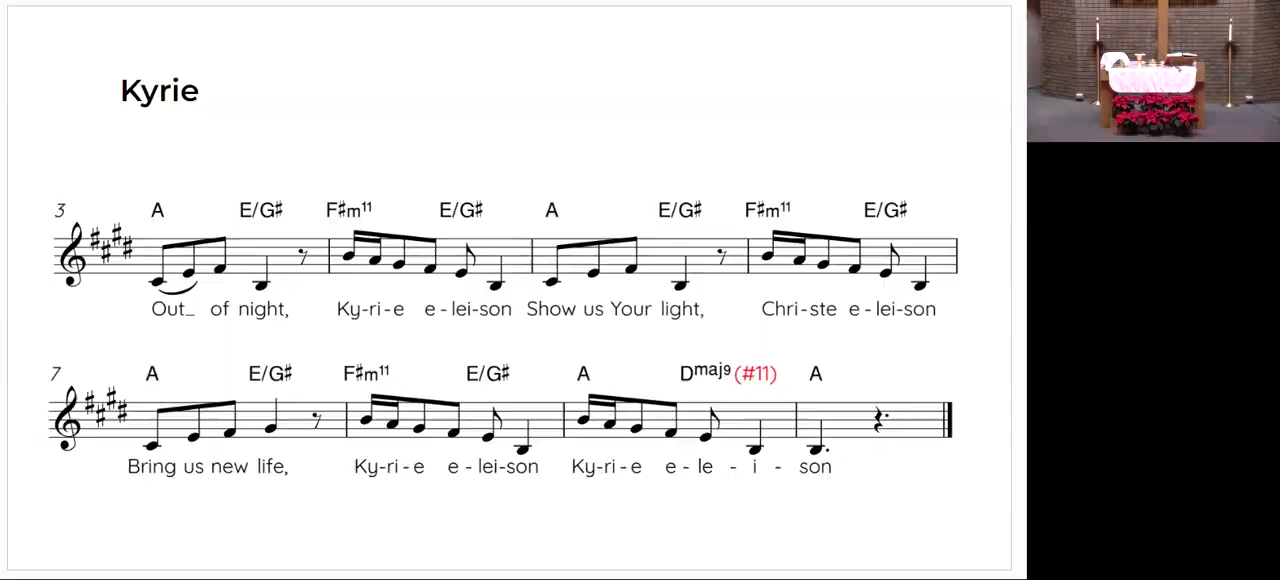 Kyrie
3 A E/G♯ F♯m11 E/G♯ A E/G♯ F♯m11 E/G♯
Out_ of night, Ky-ri-e e-lei-son Show us Your light, Chri-ste e-lei-son
7 A E/G♯ F♯m11 E/G♯ A Dmaj9(#11) A
Bring us new life, Ky-ri-e e-lei-son Ky-ri-e e-le-i-son